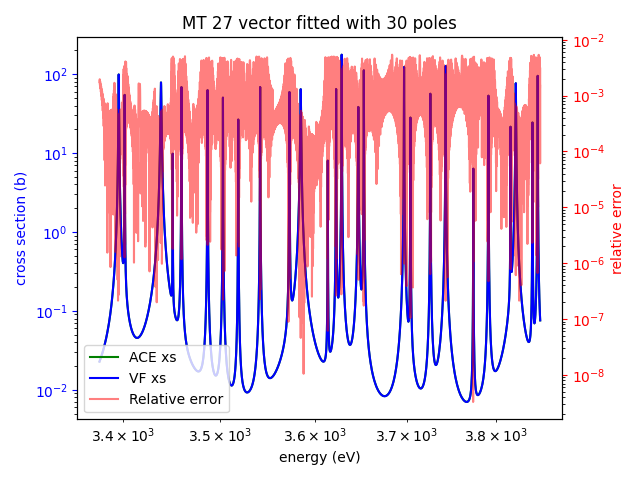 MT 27 vector fitted with 30 poles
cross section (b)
10²
10¹
10⁰
10⁻¹
10⁻²
10⁻²
10⁻³
10⁻⁴
10⁻⁵
10⁻⁶
10⁻⁷
10⁻⁸
relative error
ACE xs
VF xs
Relative error
3.4 × 10³ 3.5 × 10³ 3.6 × 10³ 3.7 × 10³ 3.8 × 10³
energy (eV)